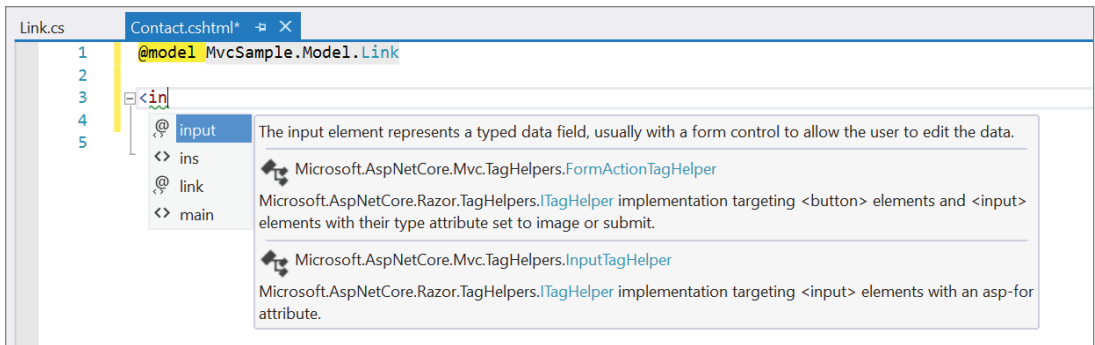 Link.cs
Contact.cshtml*
1 @model MvcSample.Model.Link
2
3 <in
4
5
input
ins
link
main
The input element represents a typed data field, usually with a form control to allow the user to edit the data.
Microsoft.AspNetCore.Mvc.TagHelpers.FormActionTagHelper
Microsoft.AspNetCore.Razor.TagHelpers.ITagHelper implementation targeting <button> elements and <input>
elements with their type attribute set to image or submit.
Microsoft.AspNetCore.Mvc.TagHelpers.InputTagHelper
Microsoft.AspNetCore.Razor.TagHelpers.ITagHelper implementation targeting <input> elements with an asp-for
attribute.